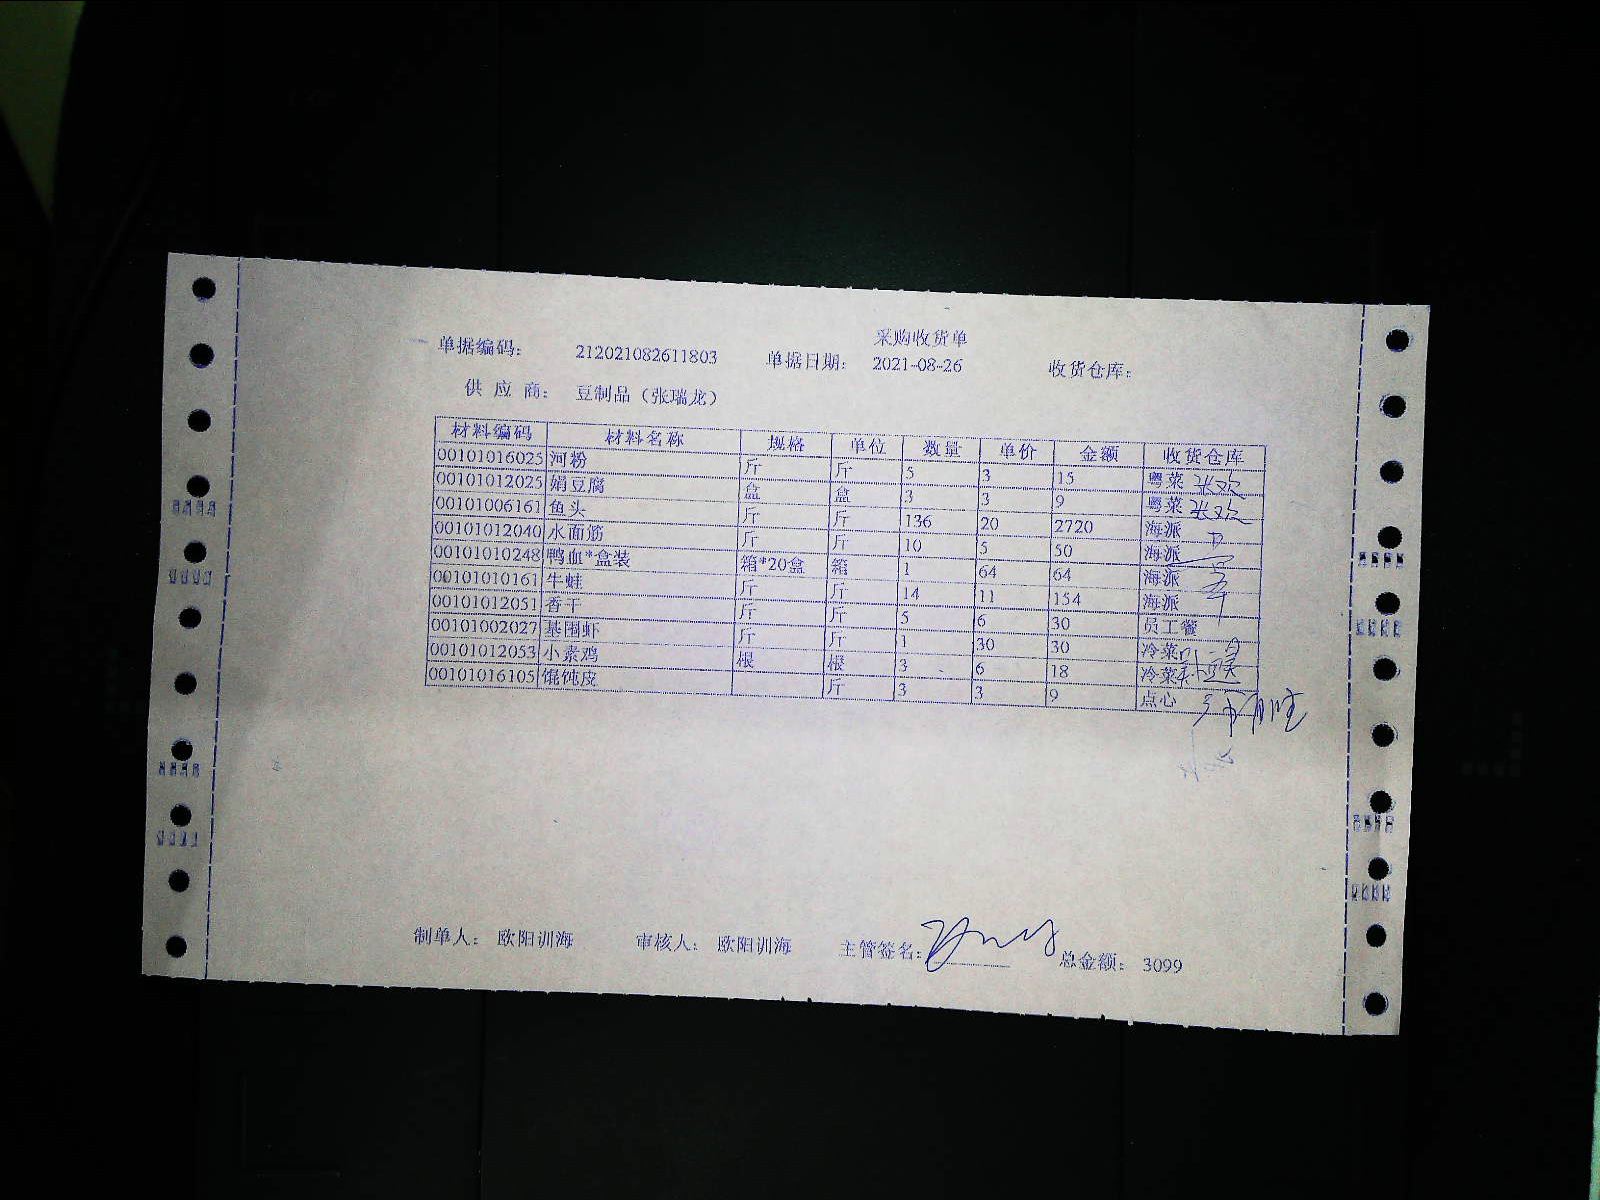 采购收货单
单据编码: 212021082611803 单据日期: 2021-08-26 收货仓库:
供 应 商: 豆制品（张瑞龙）
材料编码 材料名称 规格 单位 数量 单价 金额 收货仓库
00101016025 河粉 斤 斤 5 3 15 粤菜 张欢
00101012025 娟豆腐 盒 盒 3 3 9 粤菜 张欢
00101006161 鱼头 斤 斤 136 20 2720 海派
00101012040 水面筋 斤 斤 10 5 50 海派
00101010248 鸭血*盒装 箱*20盒 箱 1 64 64 海派
00101010161 牛蛙 斤 斤 14 11 154 海派
00101012051 香干 斤 斤 5 6 30 员工餐
00101002027 基围虾 斤 斤 1 30 30 冷菜
00101012053 小素鸡 根 根 3 6 18 冷菜
00101016105 馄饨皮 斤 3 3 9 点心
制单人: 欧阳训海 审核人: 欧阳训海 主管签名: 总金额: 3099